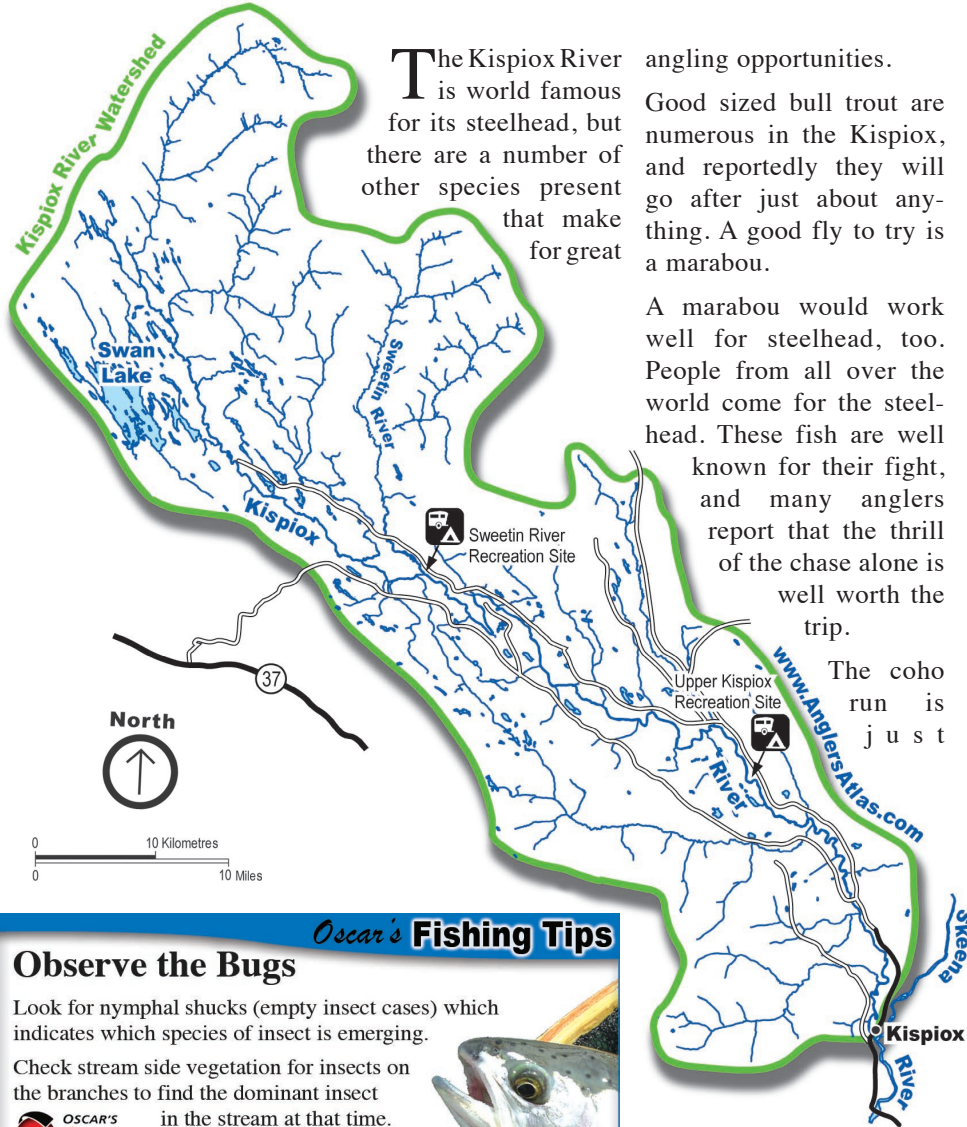 The Kispiox River
is world famous
for its steelhead, but
there are a number of
other species present
that make
for great
angling opportunities.
Good sized bull trout are
numerous in the Kispiox,
and reportedly they will
go after just about any-
thing. A good fly to try is
a marabou.
A marabou would work
well for steelhead, too.
People from all over the
world come for the steel-
head. These fish are well
known for their fight,
and many anglers
report that the thrill
of the chase alone is
well worth the
trip.
The coho
run is
just
Kispiox River Watershed
Swan
Lake
Sweetin River
Kispiox
Sweetin River
Recreation Site
37
Upper Kispiox
Recreation Site
River
www.AnglersAtlas.com
North
0 10 Kilometres
0 10 Miles
Skeena
Kispiox
River
Oscar's Fishing Tips
Observe the Bugs
Look for nymphal shucks (empty insect cases) which
indicates which species of insect is emerging.
Check stream side vegetation for insects on
the branches to find the dominant insect
OSCAR'S in the stream at that time.